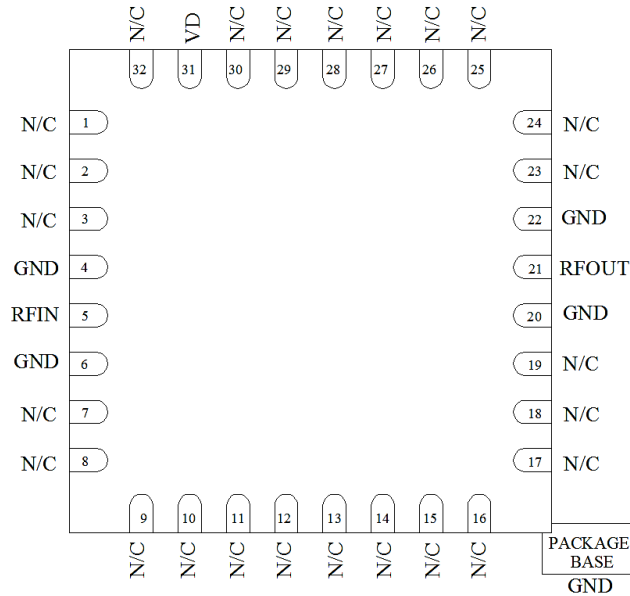 N/C VD N/C N/C N/C N/C N/C N/C
32 31 30 29 28 27 26 25
N/C 1 24 N/C
N/C 2 23 N/C
N/C 3 22 GND
GND 4 21 RFOUT
RFIN 5 20 GND
GND 6 19 N/C
N/C 7 18 N/C
N/C 8 17 N/C
9 10 11 12 13 14 15 16
N/C N/C N/C N/C N/C N/C N/C N/C
PACKAGE
BASE
GND